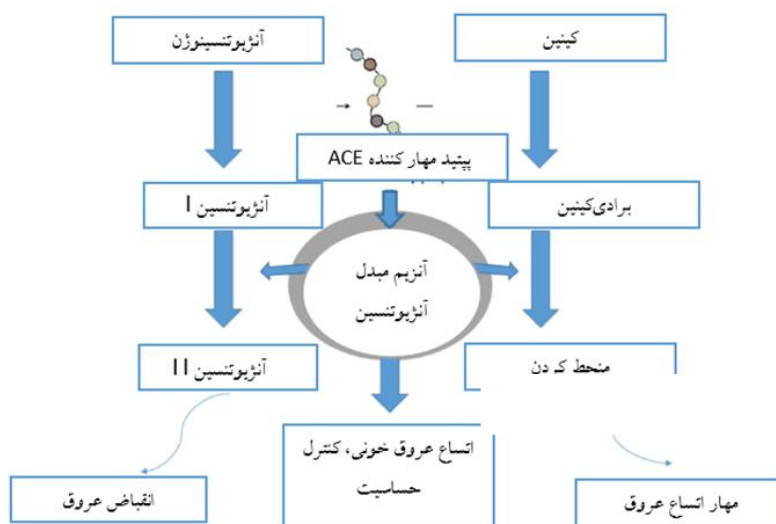 کینین
آنژیوتنسینوژن
پپتید مهار کننده ACE
برادی‌کینین
آنژیوتنسین I
آنزیم مبدل
آنژیوتنسین
منحط کردن
آنژیوتنسین II
اتساع عروق خونی، کنترل
حساسیت
مهار اتساع عروق
انقباض عروق